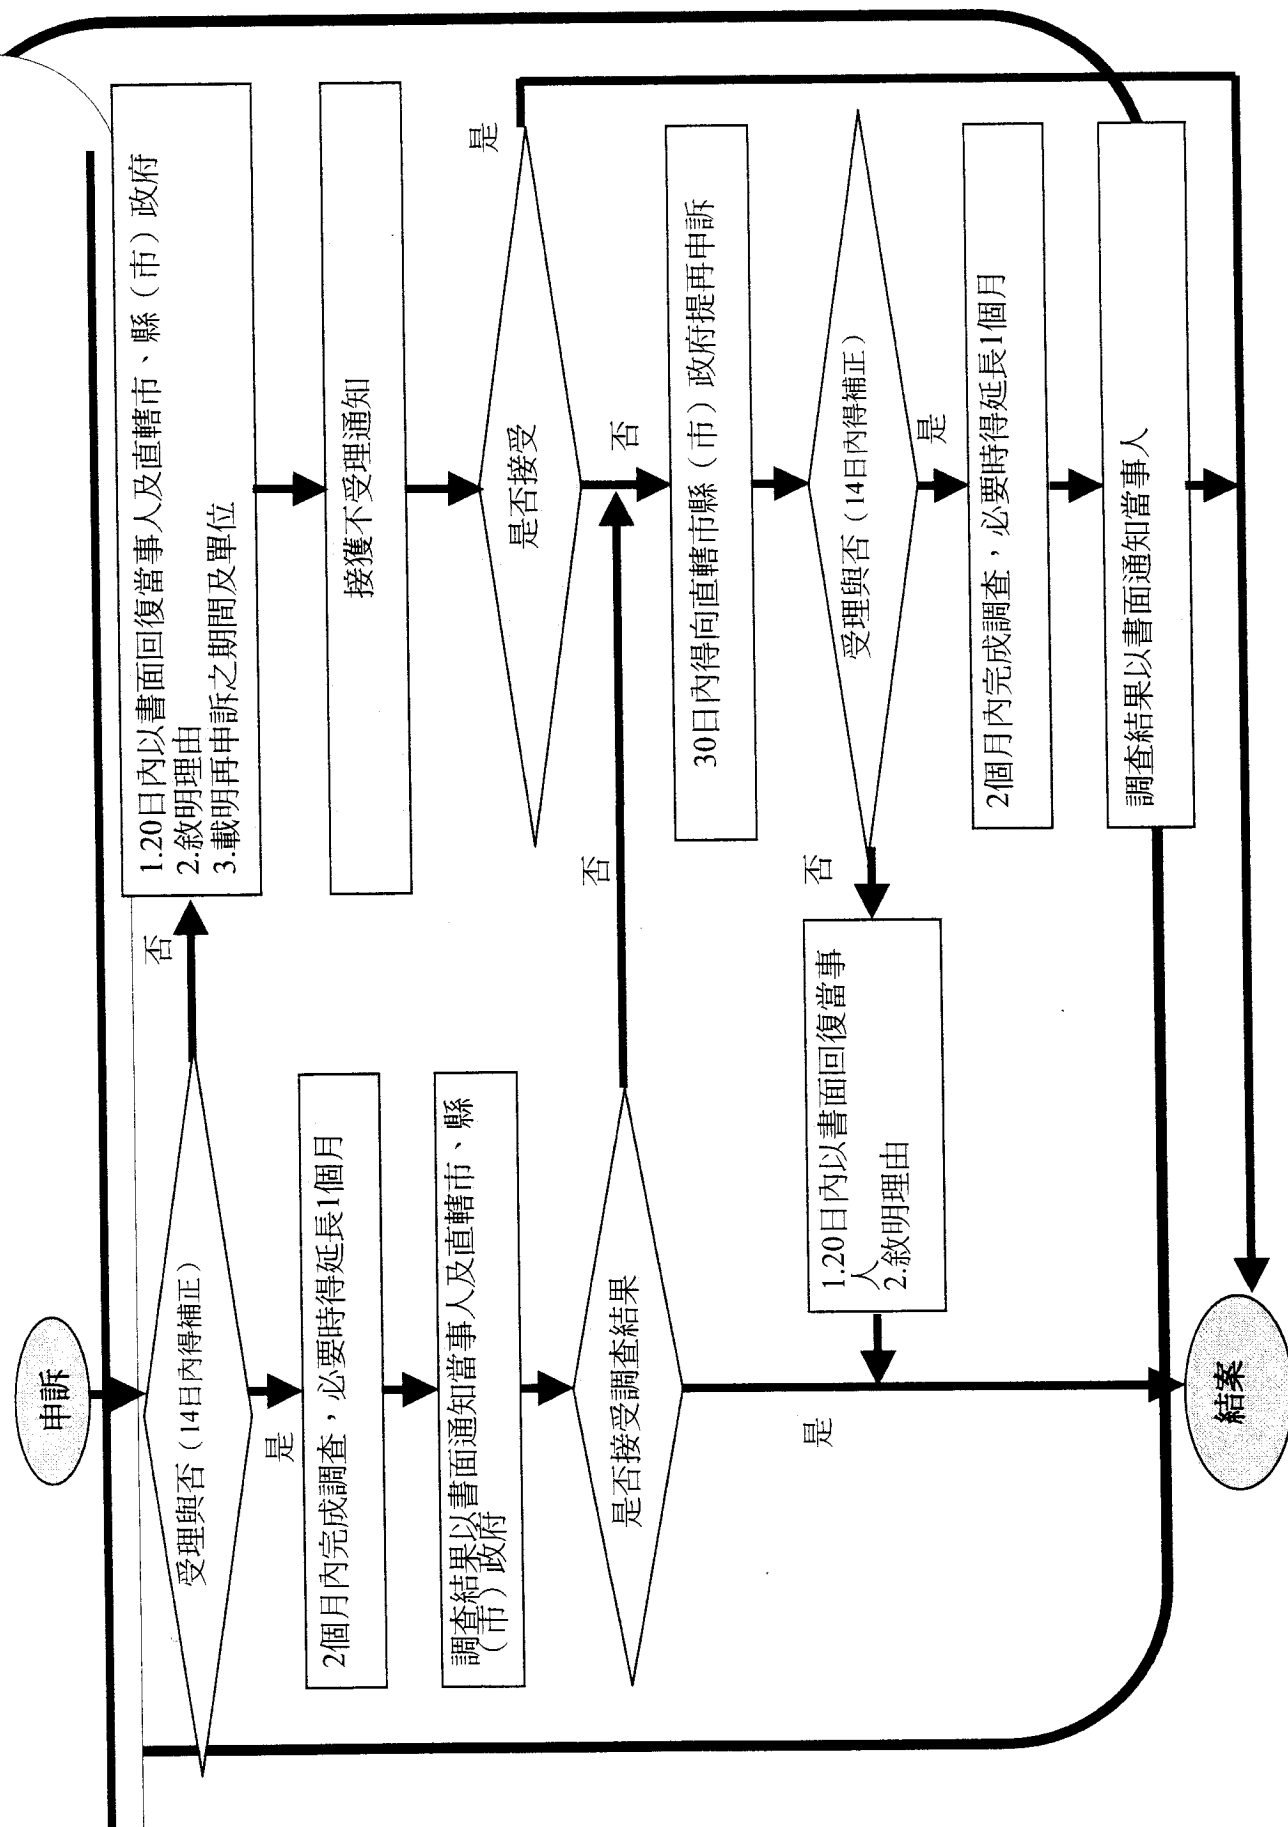 申訴
受理與否（14日內得補正）
否
1.20日內以書面回復當事人及直轄市、縣（市）政府
2.敘明理由
3.載明再申訴之期間及單位
是
2個月內完成調查，必要時得延長1個月
接獲不受理通知
調查結果以書面通知當事人及直轄市、縣
（市）政府
是否接受
是
是否接受調查結果
否
否
30日內得向直轄市縣（市）政府提再申訴
是
受理與否（14日內得補正）
否
1.20日內以書面回復當事
人
2.敘明理由
是
2個月內完成調查，必要時得延長1個月
調查結果以書面通知當事人
結案